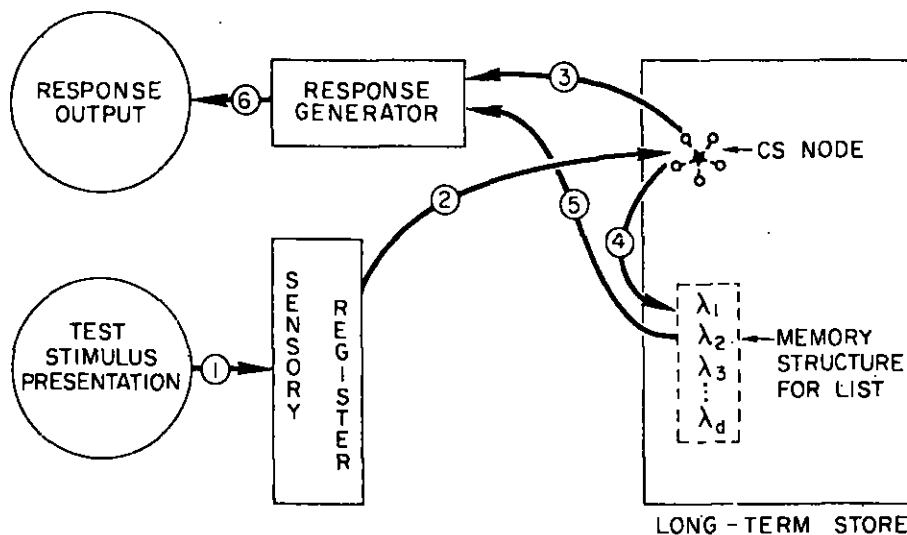 RESPONSE
OUTPUT
6
RESPONSE
GENERATOR
3
CS NODE
2
5
4
TEST
STIMULUS
PRESENTATION
1
SENSORY
REGISTER
λ1
λ2
λ3
⋮
λd
MEMORY
STRUCTURE
FOR LIST
LONG-TERM STORE